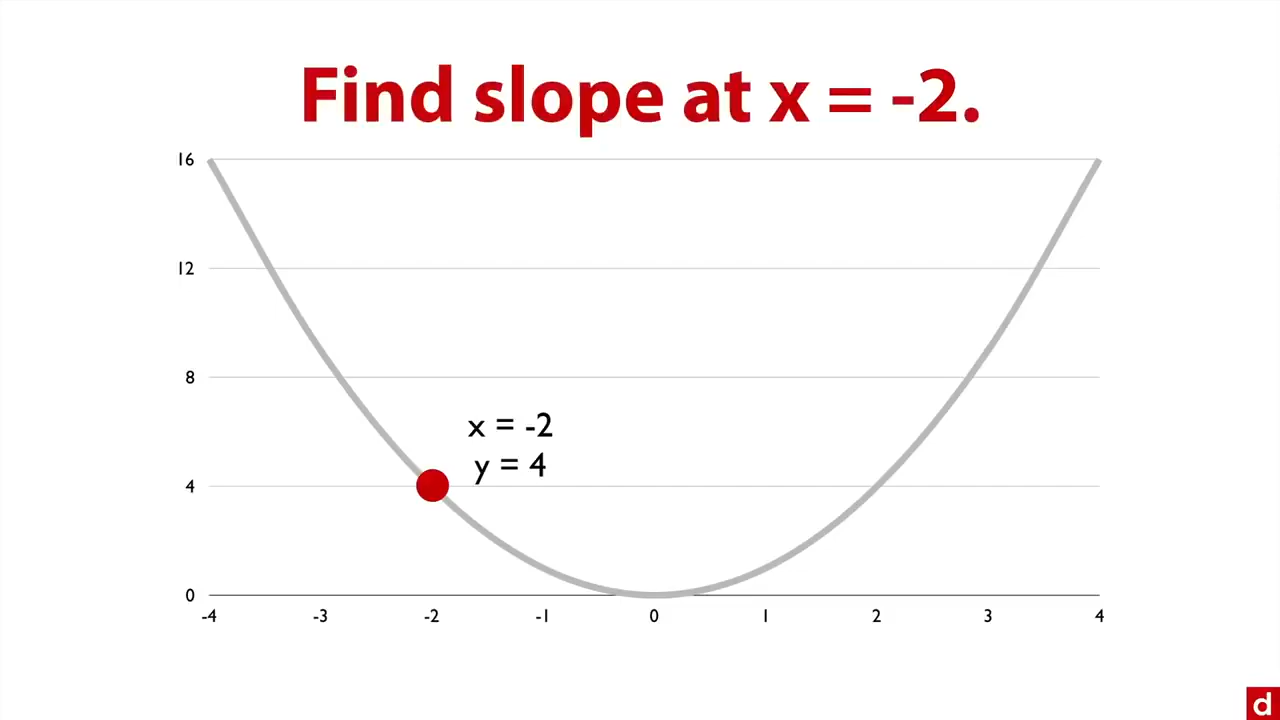 Find slope at x = -2.
16
12
8
x = -2
y = 4
4
0
-4 -3 -2 -1 0 1 2 3 4
d